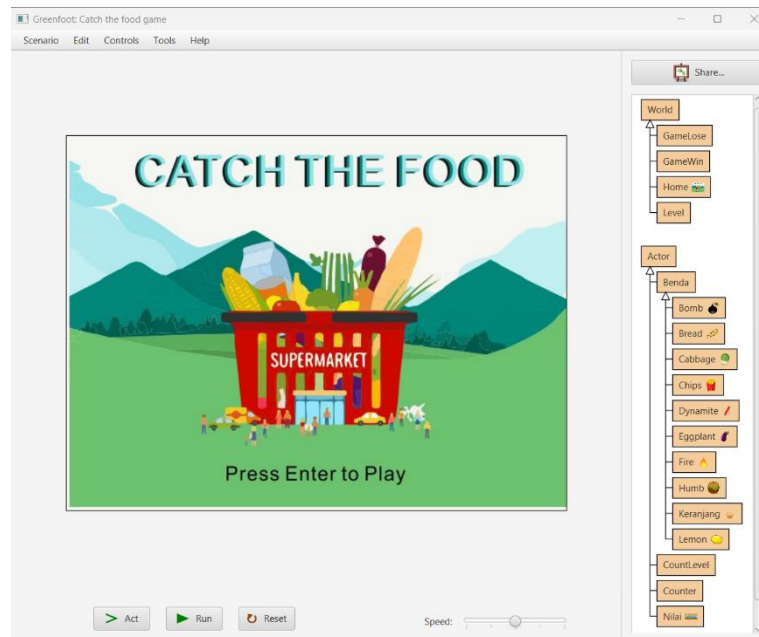 Greenfoot: Catch the food game
Scenario Edit Controls Tools Help
Share...
CATCH THE FOOD
SUPERMARKET
Press Enter to Play
World
GameLose
GameWin
Home
Level
Actor
Benda
Bomb
Bread
Cabbage
Chips
Dynamite
Eggplant
Fire
Humb
Keranjang
Lemon
CountLevel
Counter
Nilai
Act Run Reset Speed: